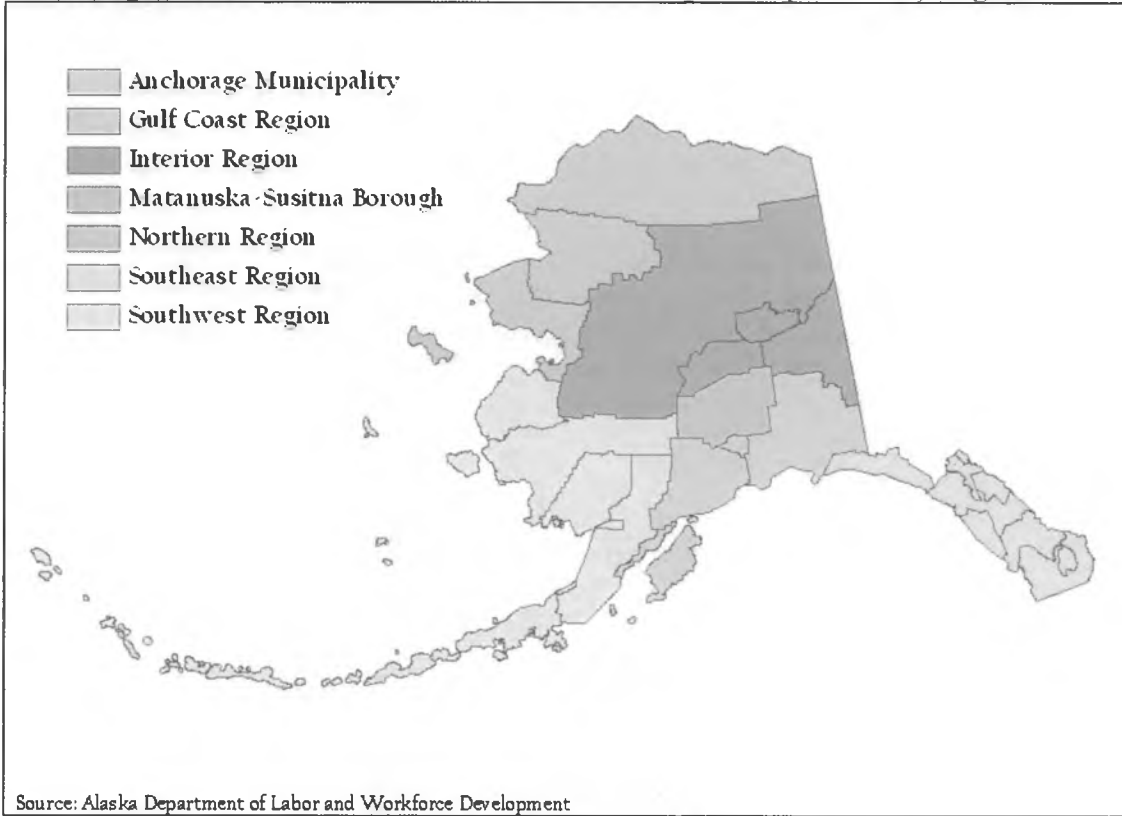 Anchorage Municipality
Gulf Coast Region
Interior Region
Matanuska-Susitna Borough
Northern Region
Southeast Region
Southwest Region
Source: Alaska Department of Labor and Workforce Development